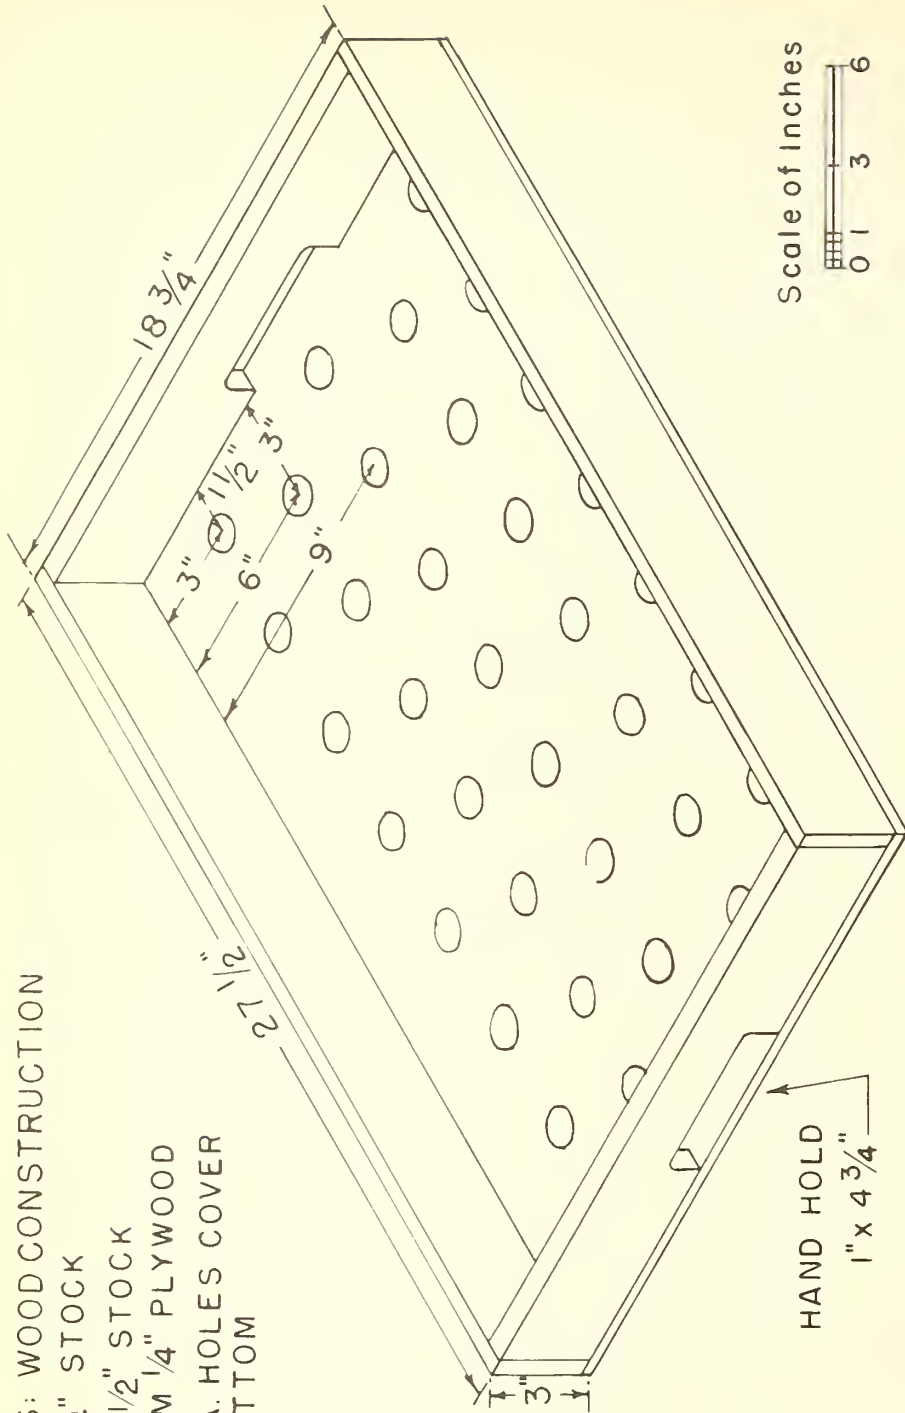 : WOOD CONSTRUCTION
" STOCK
1/2" STOCK
1/4" PLYWOOD
. HOLES COVER
TTOM
27 1/2"
18 3/4"
3"
1 1/2"
6"
3"
9"
3"
HAND HOLD
1" x 4 3/4"
Scale of Inches
0 1 3 6